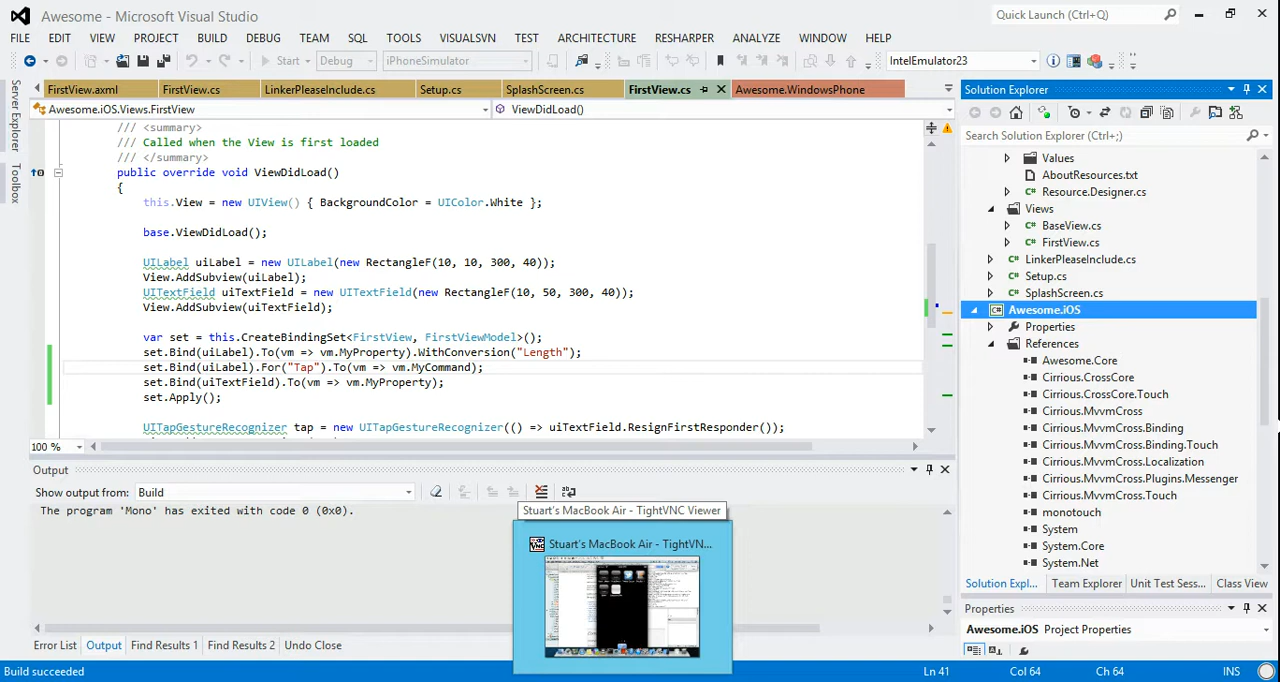 Awesome - Microsoft Visual Studio
Quick Launch (Ctrl+Q)
FILE EDIT VIEW PROJECT BUILD DEBUG TEAM SQL TOOLS VISUALSVN TEST ARCHITECTURE RESHARPER ANALYZE WINDOW HELP
Start Debug iPhoneSimulator IntelEmulator23
FirstView.axml FirstView.cs LinkerPleaseInclude.cs Setup.cs SplashScreen.cs FirstView.cs Awesome.WindowsPhone
Awesome.iOS.Views.FirstView ViewDidLoad()
Server Explorer
Toolbox
/// <summary>
/// Called when the View is first loaded
/// </summary>
public override void ViewDidLoad()
{
this.View = new UIView() { BackgroundColor = UIColor.White };
base.ViewDidLoad();
UILabel uiLabel = new UILabel(new RectangleF(10, 10, 300, 40));
View.AddSubview(uiLabel);
UITextField uiTextField = new UITextField(new RectangleF(10, 50, 300, 40));
View.AddSubview(uiTextField);
var set = this.CreateBindingSet<FirstView, FirstViewModel>();
set.Bind(uiLabel).To(vm => vm.MyProperty).WithConversion("Length");
set.Bind(uiLabel).For("Tap").To(vm => vm.MyCommand);
set.Bind(uiTextField).To(vm => vm.MyProperty);
set.Apply();
UITapGestureRecognizer tap = new UITapGestureRecognizer(() => uiTextField.ResignFirstResponder());
100 %
Output
Show output from: Build
The program 'Mono' has exited with code 0 (0x0).
Stuart's MacBook Air - TightVNC Viewer
Stuart's MacBook Air - TightVN...
Error List Output Find Results 1 Find Results 2 Undo Close
Solution Explorer
Search Solution Explorer (Ctrl+;)
Values
AboutResources.txt
Resource.Designer.cs
Views
BaseView.cs
FirstView.cs
LinkerPleaseInclude.cs
Setup.cs
SplashScreen.cs
Awesome.iOS
Properties
References
Awesome.Core
Cirrious.CrossCore
Cirrious.CrossCore.Touch
Cirrious.MvvmCross
Cirrious.MvvmCross.Binding
Cirrious.MvvmCross.Binding.Touch
Cirrious.MvvmCross.Localization
Cirrious.MvvmCross.Plugins.Messenger
Cirrious.MvvmCross.Touch
monotouch
System
System.Core
System.Net
Solution Expl... Team Explorer Unit Test Sess... Class View
Properties
Awesome.iOS Project Properties
Build succeeded Ln 41 Col 64 Ch 64 INS